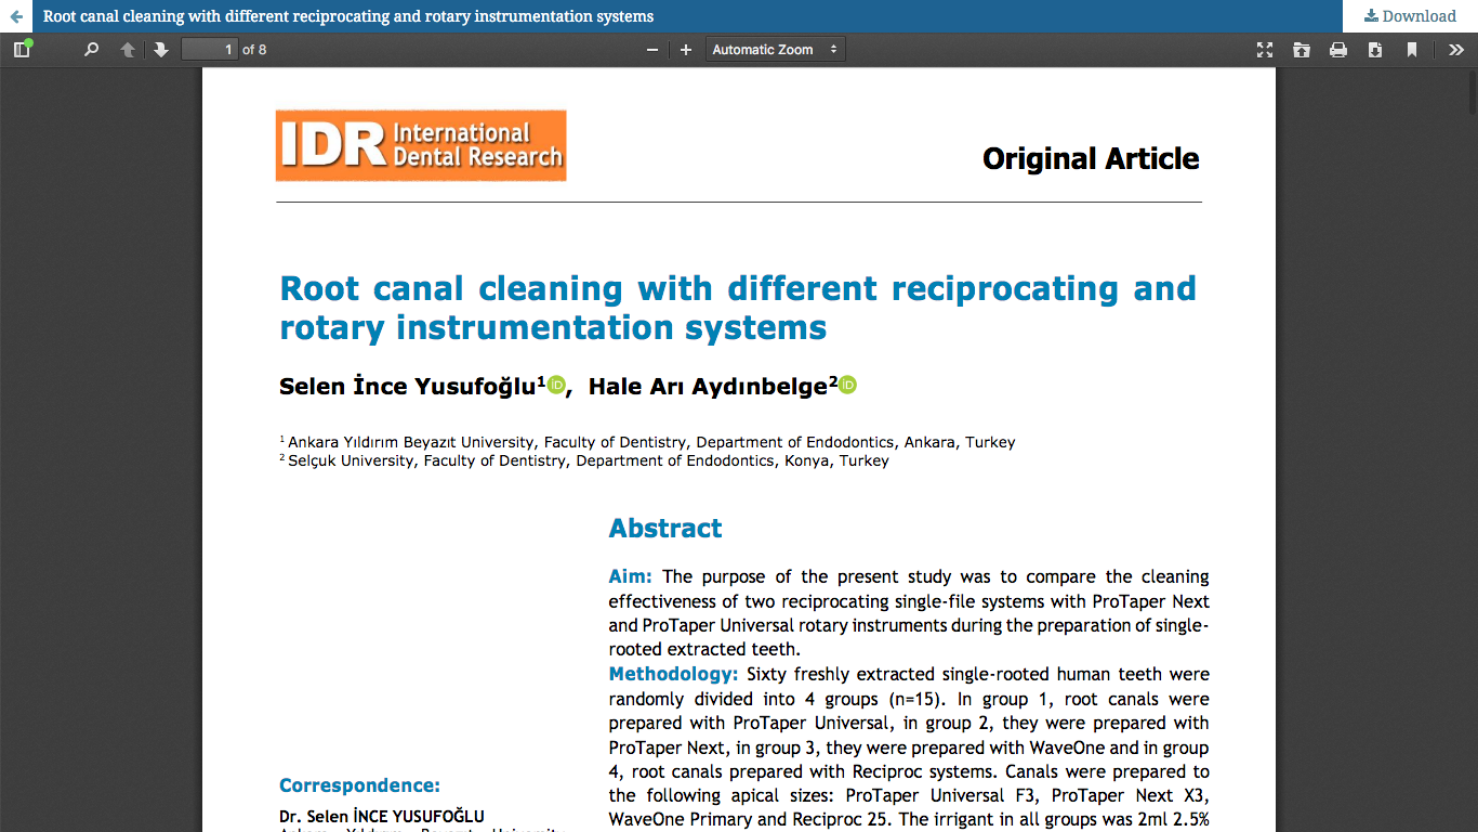 Root canal cleaning with different reciprocating and rotary instrumentation systems
Download
1 of 8
Automatic Zoom
IDR International
Dental Research
Original Article
Root canal cleaning with different reciprocating and
rotary instrumentation systems
Selen İnce Yusufoğlu¹ iD, Hale Arı Aydınbelge² iD
¹ Ankara Yıldırım Beyazıt University, Faculty of Dentistry, Department of Endodontics, Ankara, Turkey
² Selçuk University, Faculty of Dentistry, Department of Endodontics, Konya, Turkey
Abstract
Aim: The purpose of the present study was to compare the cleaning
effectiveness of two reciprocating single-file systems with ProTaper Next
and ProTaper Universal rotary instruments during the preparation of single-
rooted extracted teeth.
Methodology: Sixty freshly extracted single-rooted human teeth were
randomly divided into 4 groups (n=15). In group 1, root canals were
prepared with ProTaper Universal, in group 2, they were prepared with
ProTaper Next, in group 3, they were prepared with WaveOne and in group
4, root canals prepared with Reciproc systems. Canals were prepared to
the following apical sizes: ProTaper Universal F3, ProTaper Next X3,
WaveOne Primary and Reciproc 25. The irrigant in all groups was 2ml 2.5%
Correspondence:
Dr. Selen İNCE YUSUFOĞLU